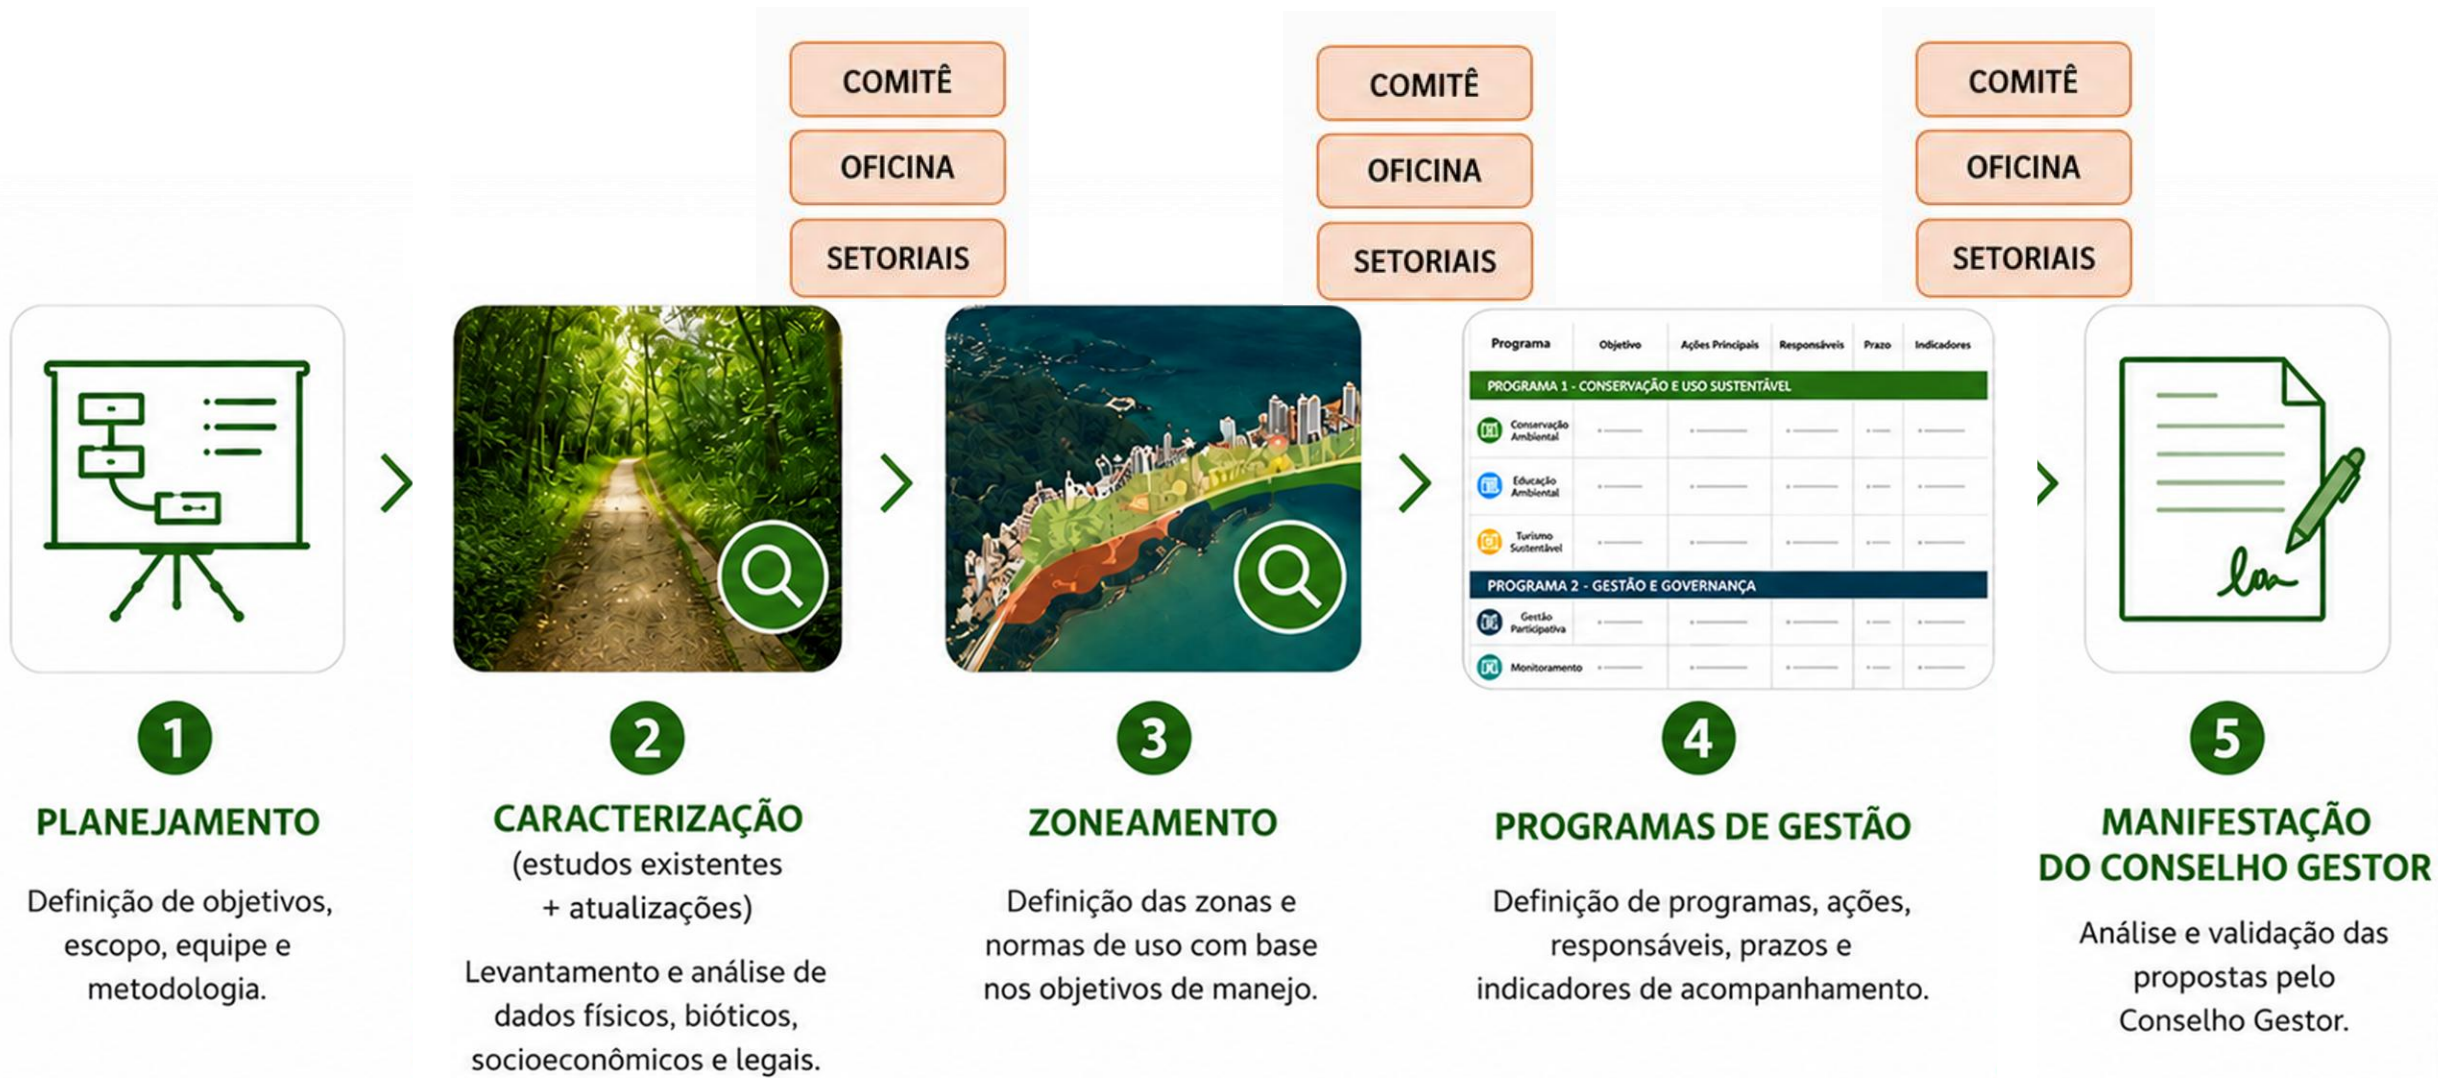 COMITÊ
OFICINA
SETORIAIS
COMITÊ
OFICINA
SETORIAIS
COMITÊ
OFICINA
SETORIAIS
Programa
Objetivo
Ações Principais
Responsáveis
Prazo
Indicadores
PROGRAMA 1 - CONSERVAÇÃO E USO SUSTENTÁVEL
Conservação
Ambiental
Educação
Ambiental
Turismo
Sustentável
PROGRAMA 2 - GESTÃO E GOVERNANÇA
Gestão
Participativa
Monitoramento
1
PLANEJAMENTO
Definição de objetivos,
escopo, equipe e
metodologia.
2
CARACTERIZAÇÃO
(estudos existentes
+ atualizações)
Levantamento e análise de
dados físicos, bióticos,
socioeconômicos e legais.
3
ZONEAMENTO
Definição das zonas e
normas de uso com base
nos objetivos de manejo.
4
PROGRAMAS DE GESTÃO
Definição de programas, ações,
responsáveis, prazos e
indicadores de acompanhamento.
5
MANIFESTAÇÃO
DO CONSELHO GESTOR
Análise e validação das
propostas pelo
Conselho Gestor.